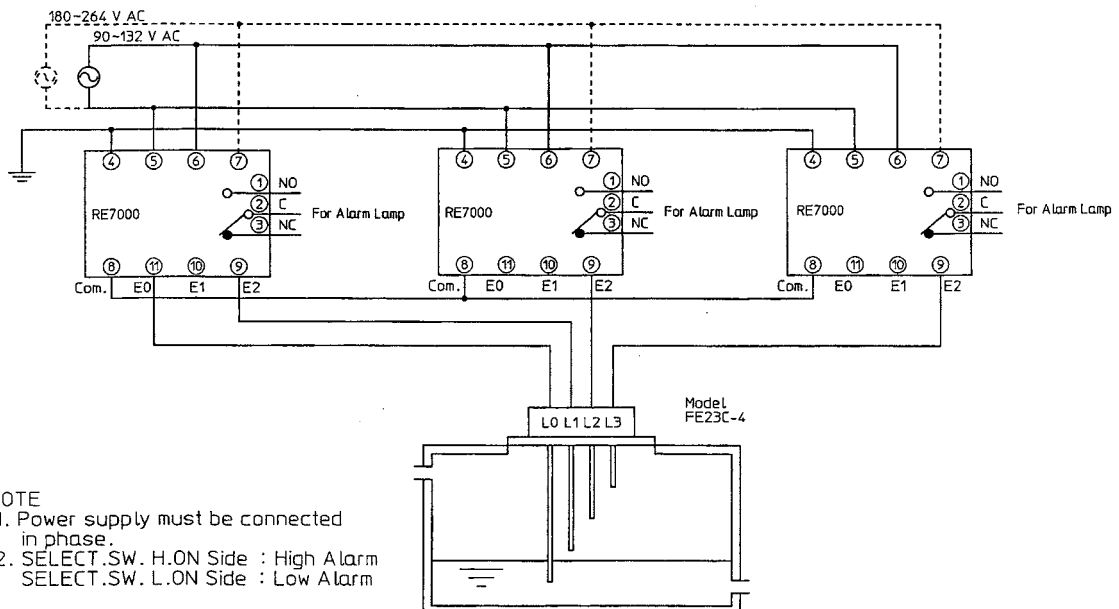 180~264 V AC
90~132 V AC
4 5 6 7
4 5 6 7
4 5 6 7
RE7000
1 NO
2 C
3 NC
For Alarm Lamp
RE7000
1 NO
2 C
3 NC
For Alarm Lamp
RE7000
1 NO
2 C
3 NC
For Alarm Lamp
8 11 10 9
8 11 10 9
8 11 10 9
Com. E0 E1 E2
Com. E0 E1 E2
Com. E0 E1 E2
Model
FE23C-4
L0 L1 L2 L3
OTE
1. Power supply must be connected
in phase.
2. SELECT.SW. H.ON Side : High Alarm
SELECT.SW. L.ON Side : Low Alarm